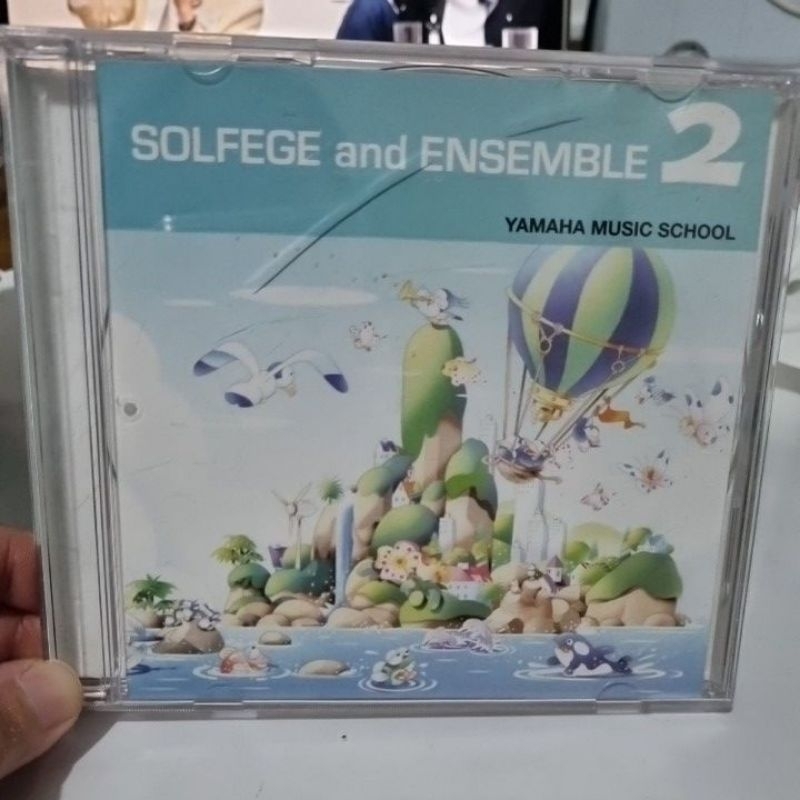 SOLFEGE and ENSEMBLE 2
YAMAHA MUSIC SCHOOL